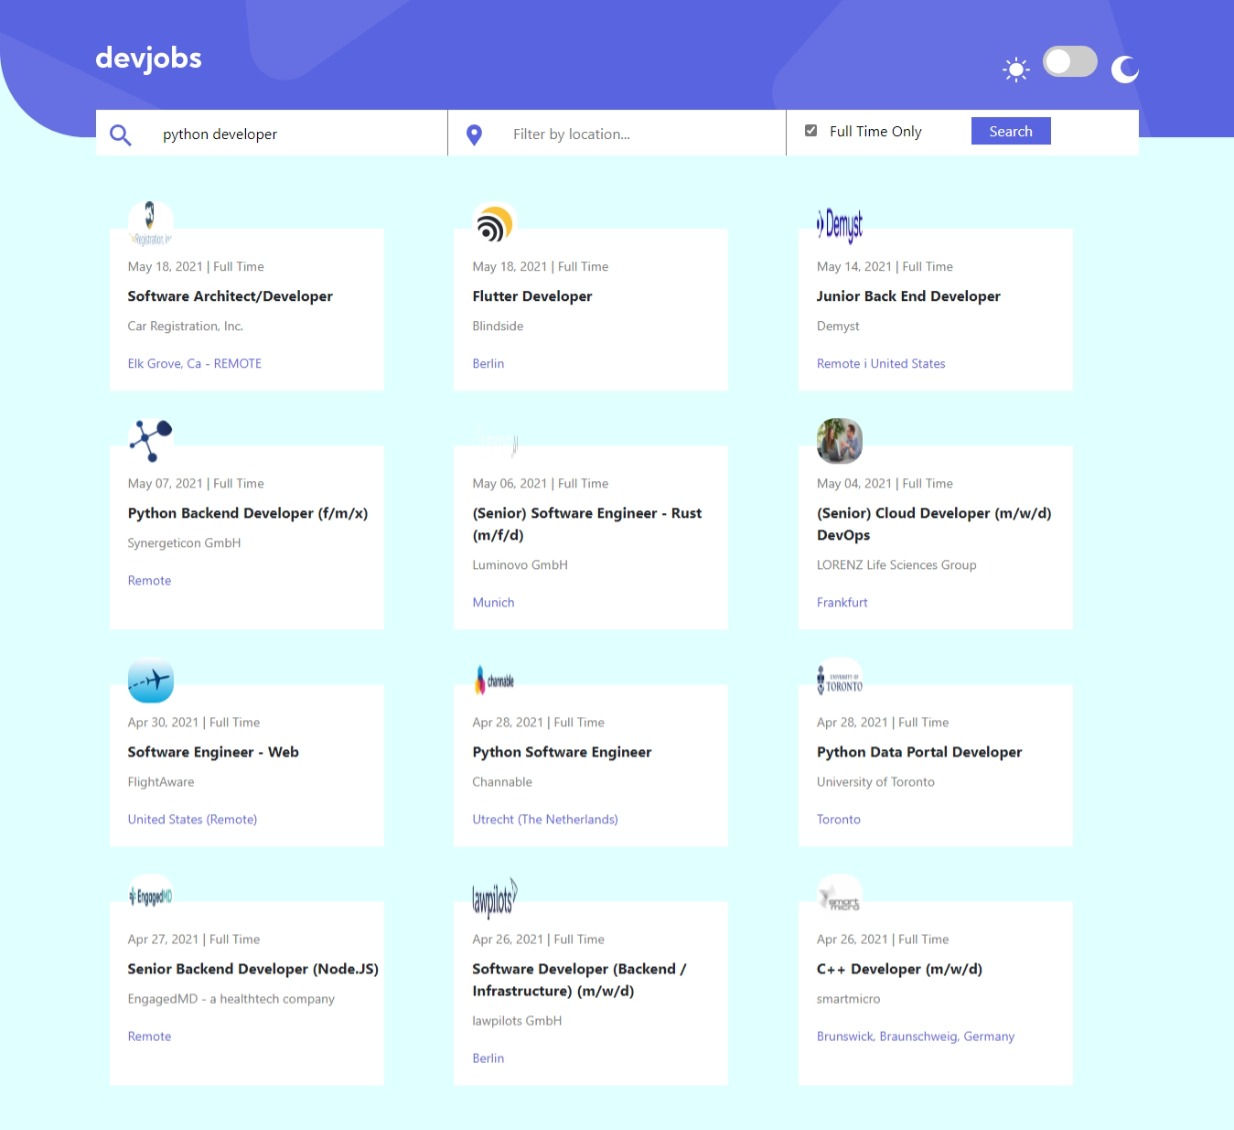 devjobs
python developer
Filter by location...
Full Time Only
Search
Registration, Inc
May 18, 2021 | Full Time
Software Architect/Developer
Car Registration, Inc.
Elk Grove, Ca - REMOTE
May 18, 2021 | Full Time
Flutter Developer
Blindside
Berlin
Demyst
May 14, 2021 | Full Time
Junior Back End Developer
Demyst
Remote i United States
May 07, 2021 | Full Time
Python Backend Developer (f/m/x)
Synergeticon GmbH
Remote
May 06, 2021 | Full Time
(Senior) Software Engineer - Rust
(m/f/d)
Luminovo GmbH
Munich
May 04, 2021 | Full Time
(Senior) Cloud Developer (m/w/d)
DevOps
LORENZ Life Sciences Group
Frankfurt
Apr 30, 2021 | Full Time
Software Engineer - Web
FlightAware
United States (Remote)
channable
Apr 28, 2021 | Full Time
Python Software Engineer
Channable
Utrecht (The Netherlands)
UNIVERSITY OF
TORONTO
Apr 28, 2021 | Full Time
Python Data Portal Developer
University of Toronto
Toronto
EngagedMD
Apr 27, 2021 | Full Time
Senior Backend Developer (Node.JS)
EngagedMD - a healthtech company
Remote
lawpilots
Apr 26, 2021 | Full Time
Software Developer (Backend /
Infrastructure) (m/w/d)
lawpilots GmbH
Berlin
smart
micro
Apr 26, 2021 | Full Time
C++ Developer (m/w/d)
smartmicro
Brunswick, Braunschweig, Germany